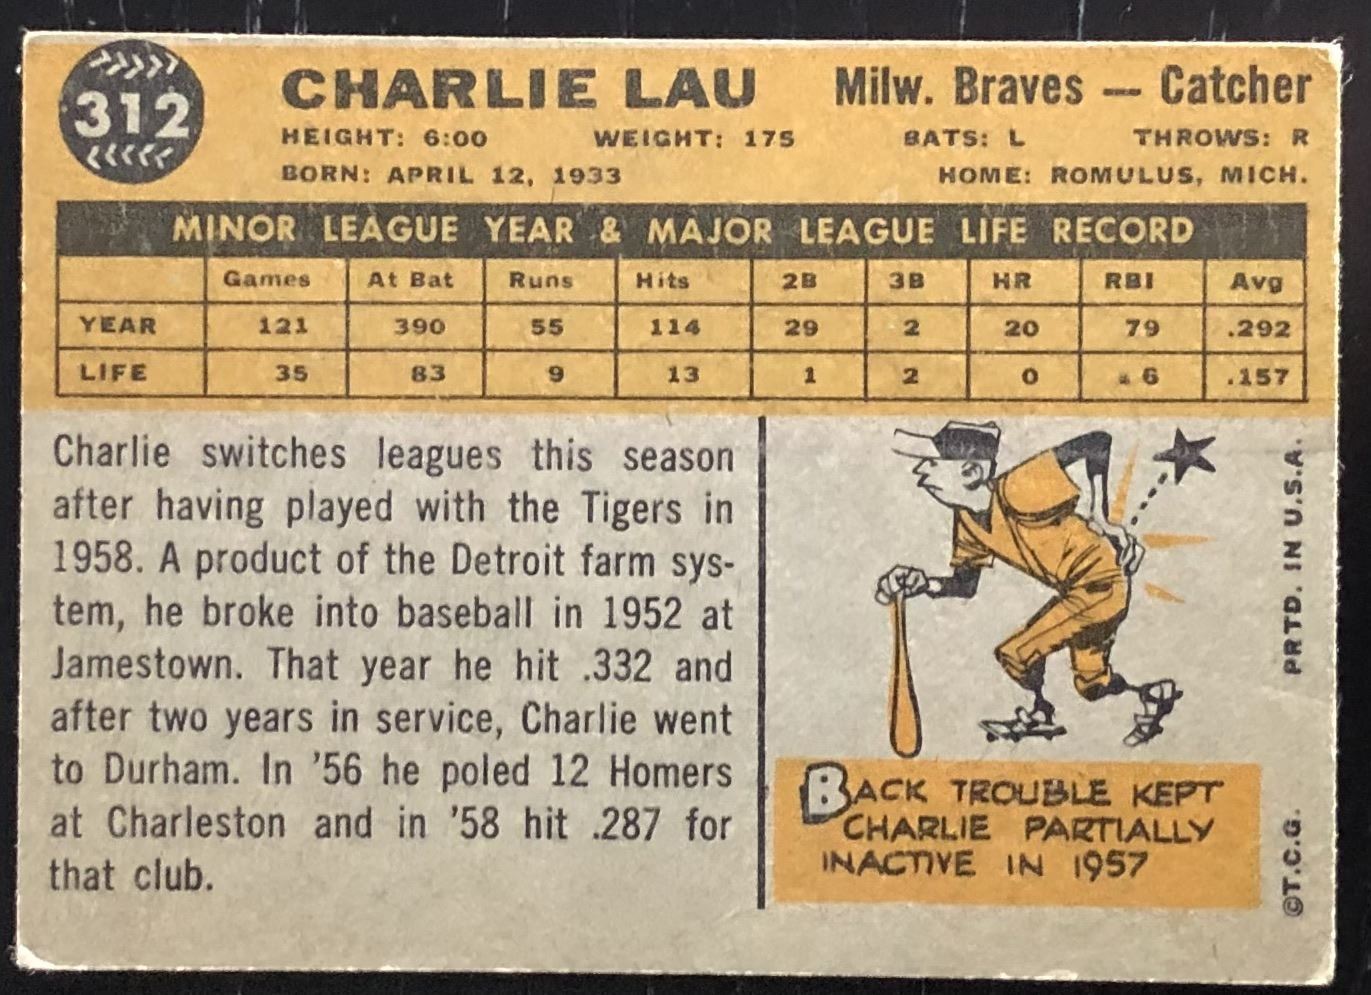 312
CHARLIE LAU Milw. Braves — Catcher
HEIGHT: 6:00 WEIGHT: 175 BATS: L THROWS: R
BORN: APRIL 12, 1933 HOME: ROMULUS, MICH.
MINOR LEAGUE YEAR & MAJOR LEAGUE LIFE RECORD
Games At Bat Runs Hits 2B 3B HR RBI Avg
YEAR 121 390 55 114 29 2 20 79 .292
LIFE 35 83 9 13 1 2 0 6 .157
Charlie switches leagues this season
after having played with the Tigers in
1958. A product of the Detroit farm sys-
tem, he broke into baseball in 1952 at
Jamestown. That year he hit .332 and
after two years in service, Charlie went
to Durham. In '56 he poled 12 Homers
at Charleston and in '58 hit .287 for
that club.
BACK TROUBLE KEPT
CHARLIE PARTIALLY
INACTIVE IN 1957
©T.C.G. PRTD. IN U.S.A.